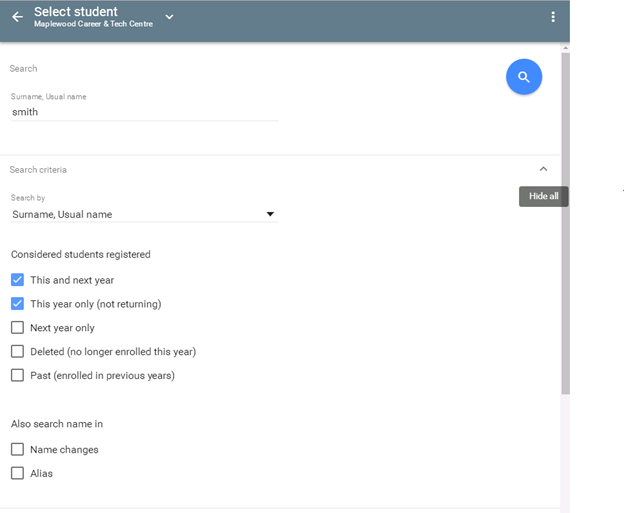 Select student
Maplewood Career & Tech Centre
Search
Surname, Usual name
smith
Search criteria
Hide all
Search by
Surname, Usual name
Considered students registered
This and next year
This year only (not returning)
Next year only
Deleted (no longer enrolled this year)
Past (enrolled in previous years)
Also search name in
Name changes
Alias